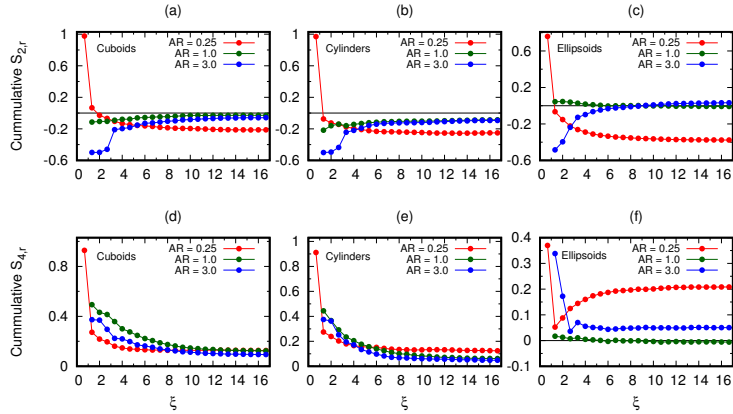 (a) (b) (c)
Cummulative S2,r
1
0.6
0.2
-0.2
-0.6
Cuboids
AR = 0.25
AR = 1.0
AR = 3.0
0 2 4 6 8 10 12 14 16
1
0.6
0.2
-0.2
-0.6
Cylinders
AR = 0.25
AR = 1.0
AR = 3.0
0 2 4 6 8 10 12 14 16
0.6
0.2
-0.2
-0.6
Ellipsoids
AR = 0.25
AR = 1.0
AR = 3.0
0 2 4 6 8 10 12 14 16
(d) (e) (f)
Cummulative S4,r
0.8
0.4
0
Cuboids
AR = 0.25
AR = 1.0
AR = 3.0
0 2 4 6 8 10 12 14 16
ξ
1
0.8
0.6
0.4
0.2
0
Cylinders
AR = 0.25
AR = 1.0
AR = 3.0
0 2 4 6 8 10 12 14 16
ξ
0.4
0.3
0.2
0.1
0
-0.1
Ellipsoids
AR = 0.25
AR = 1.0
AR = 3.0
0 2 4 6 8 10 12 14 16
ξ